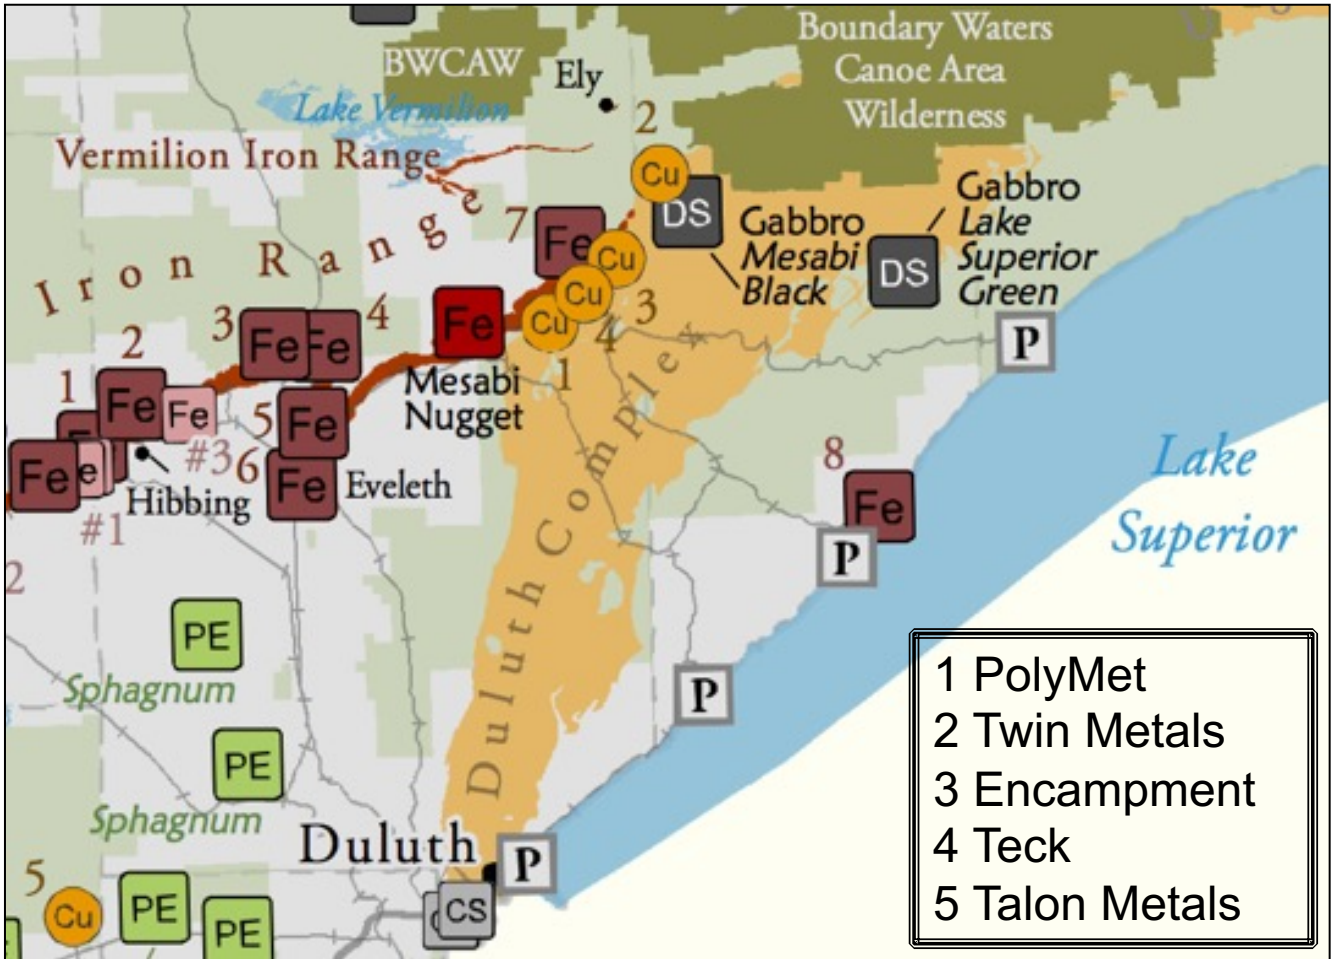 Boundary Waters
Canoe Area
Wilderness
BWCAW
Ely
Lake Vermilion
2
Vermilion Iron Range
Cu
DS
Gabbro
Mesabi
Black
Gabbro
Lake
Superior
Green
DS
7
Fe
Cu
Cu
Cu
3
4
1
Iron Range
Fe
Mesabi
Nugget
3
Fe
Fe
4
2
1
Fe
Fe
#3
5
Fe
6
Fe
Eveleth
Fe
e
Hibbing
#1
2
P
8
Fe
P
Lake
Superior
Duluth Complex
P
PE
Sphagnum
PE
Sphagnum
Duluth
P
CS
5
Cu
PE
PE
1 PolyMet
2 Twin Metals
3 Encampment
4 Teck
5 Talon Metals